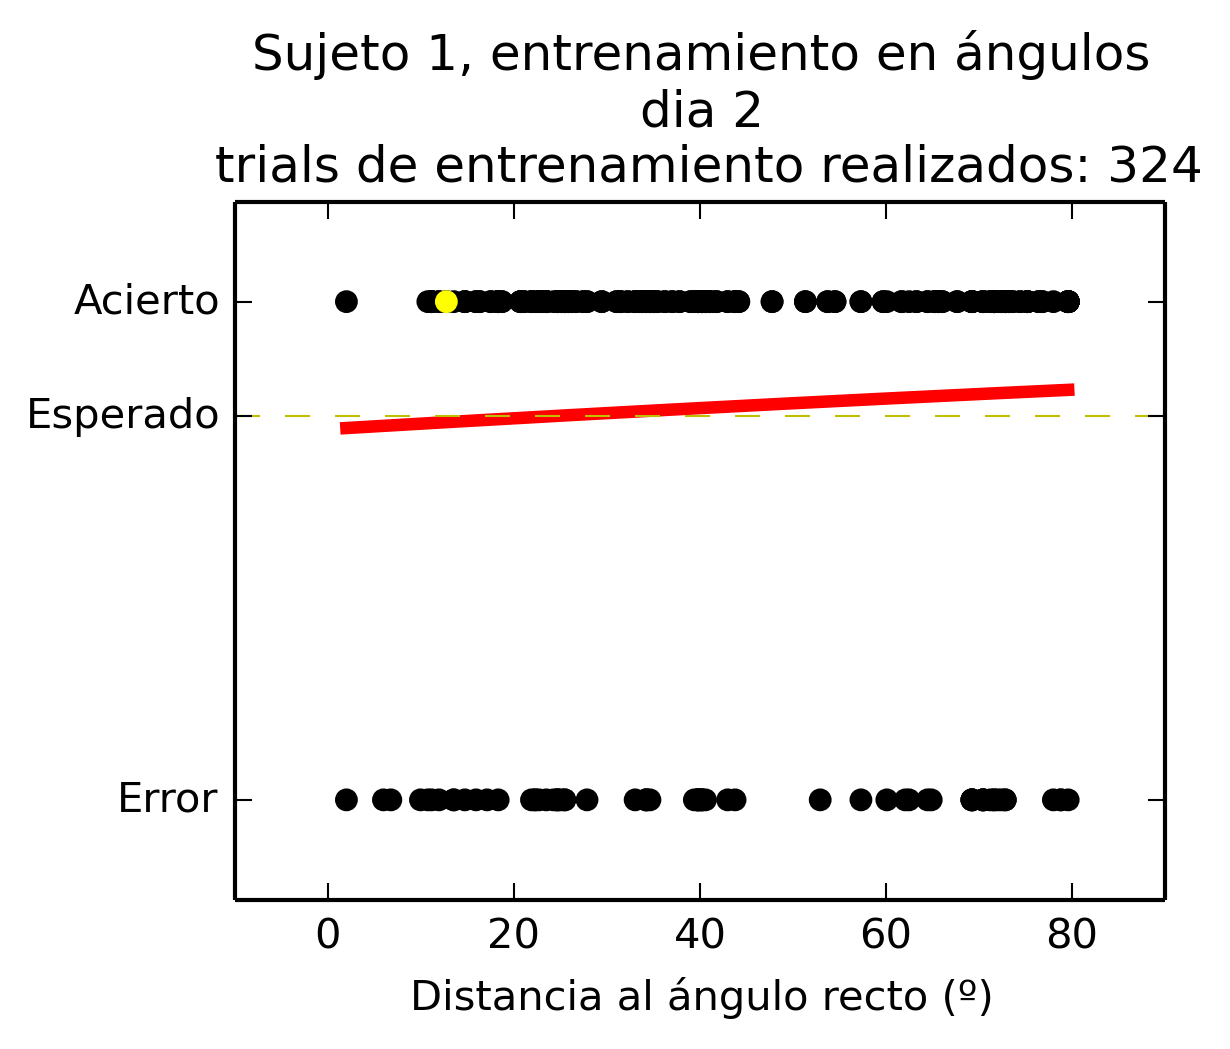 Sujeto 1, entrenamiento en ángulos
dia 2
trials de entrenamiento realizados: 324
Acierto
Esperado
Error
0 20 40 60 80
Distancia al ángulo recto (º)